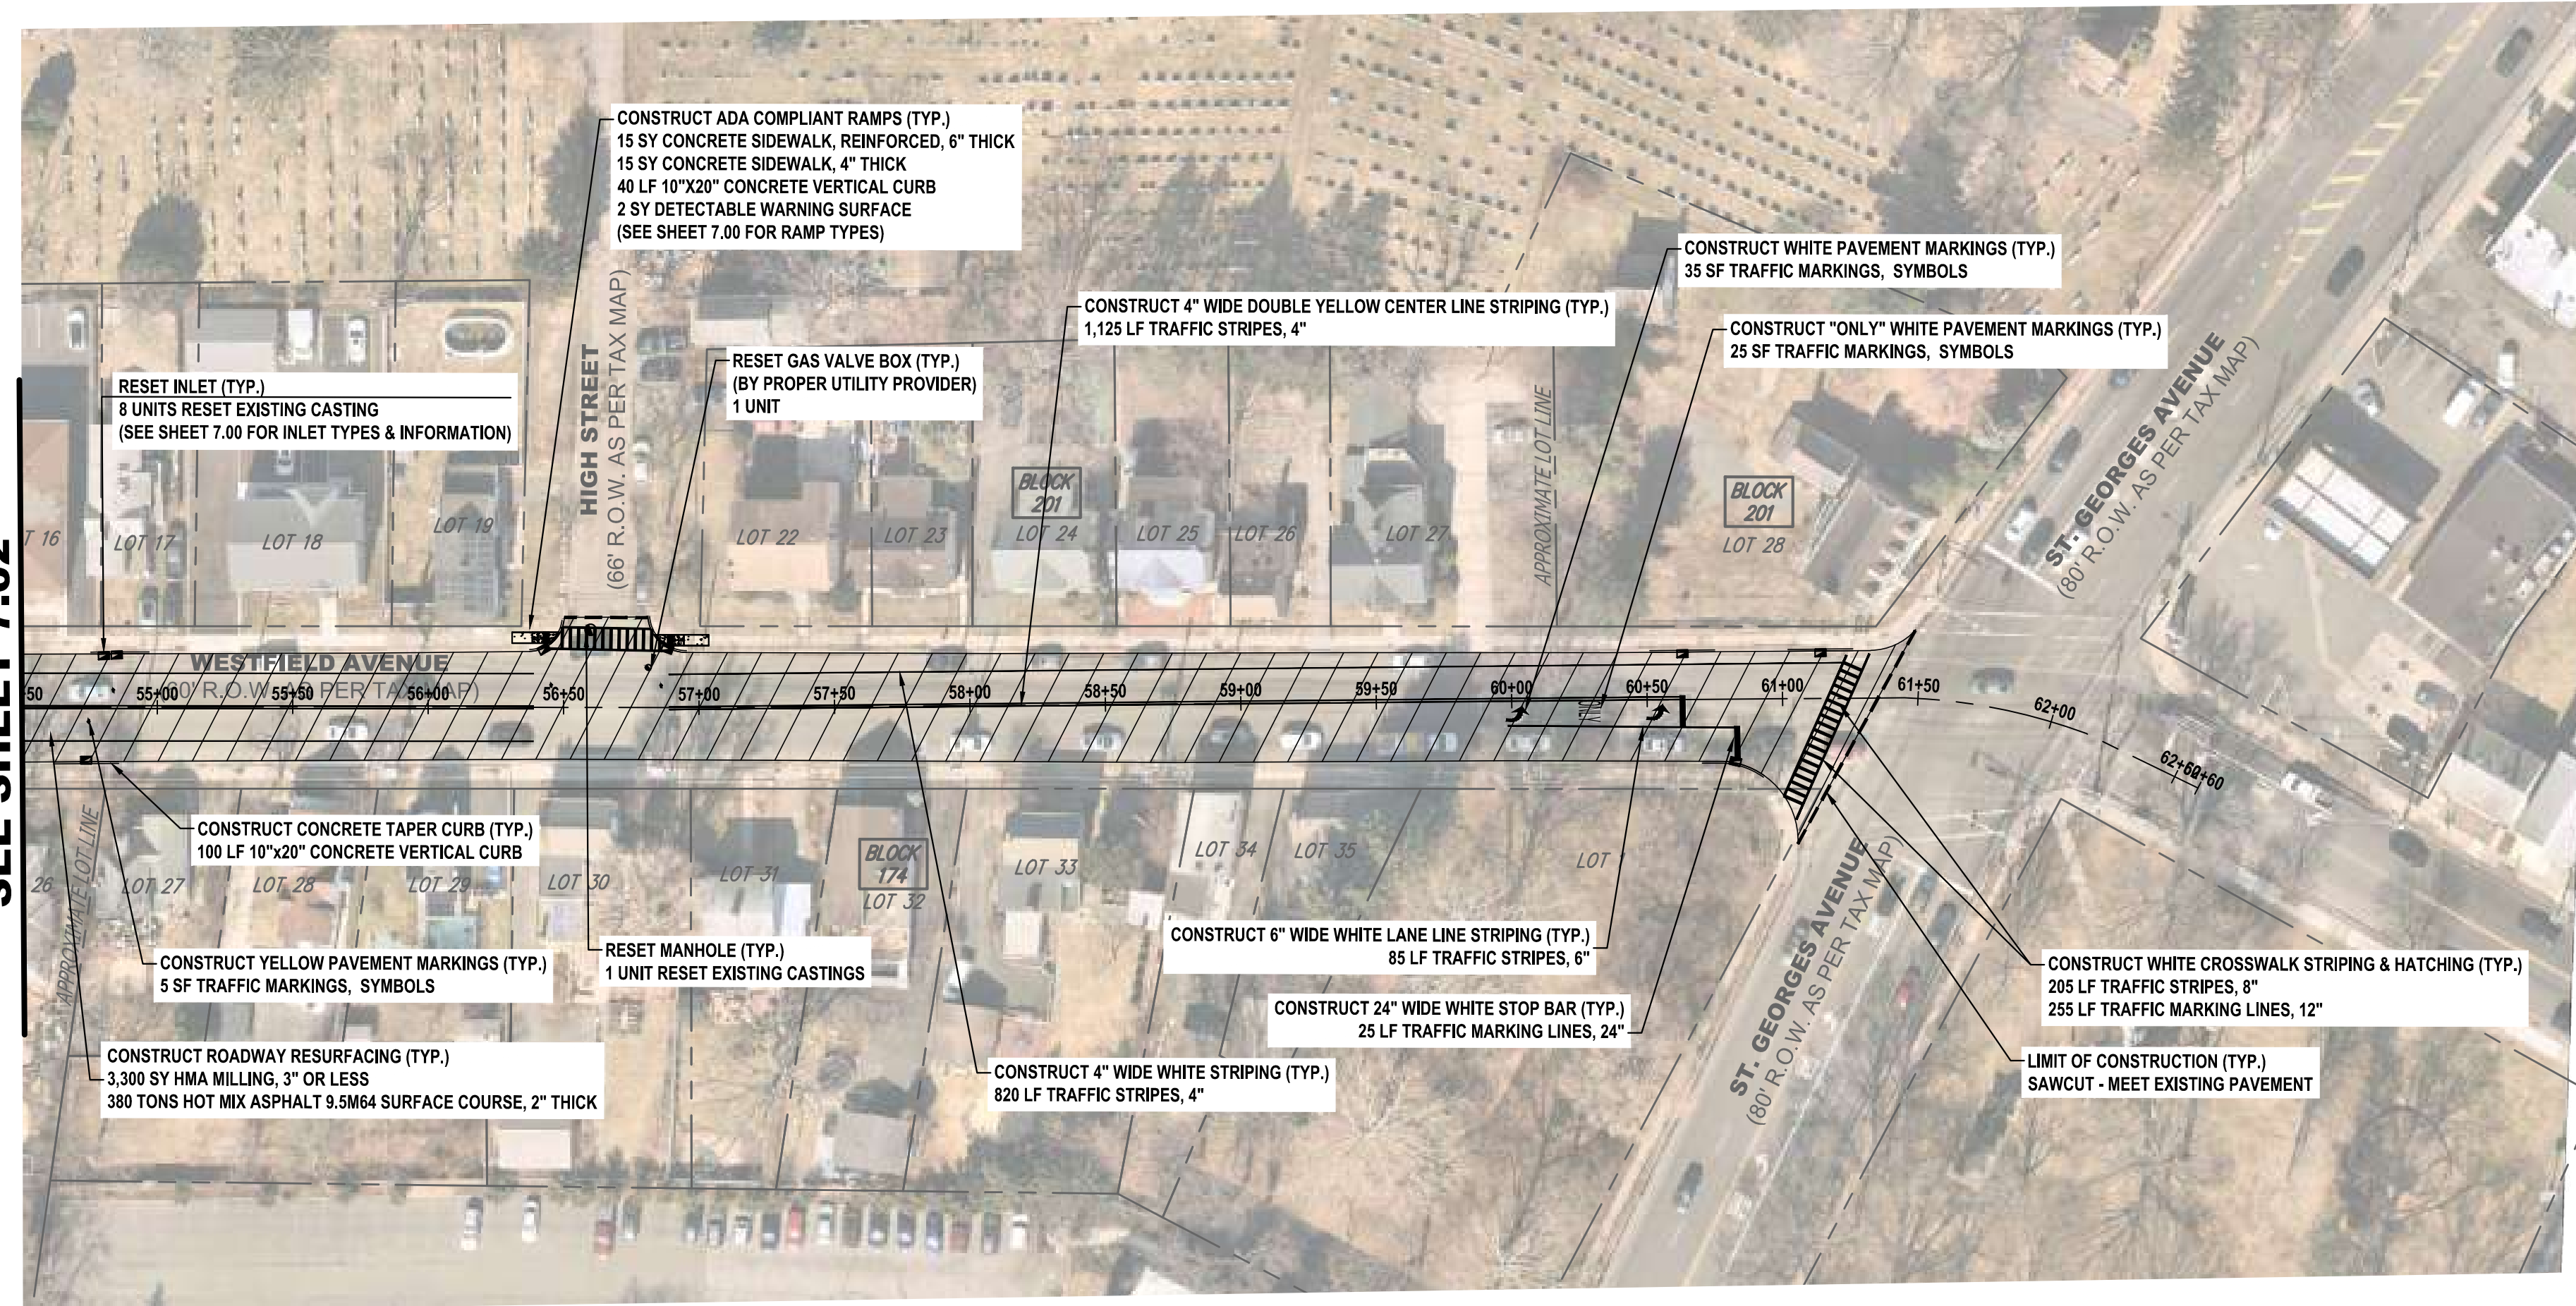 CONSTRUCT ADA COMPLIANT RAMPS (TYP.)
15 SY CONCRETE SIDEWALK, REINFORCED, 6" THICK
15 SY CONCRETE SIDEWALK, 4" THICK
40 LF 10"X20" CONCRETE VERTICAL CURB
2 SY DETECTABLE WARNING SURFACE
(SEE SHEET 7.00 FOR RAMP TYPES)
CONSTRUCT WHITE PAVEMENT MARKINGS (TYP.)
35 SF TRAFFIC MARKINGS, SYMBOLS
CONSTRUCT 4" WIDE DOUBLE YELLOW CENTER LINE STRIPING (TYP.)
1,125 LF TRAFFIC STRIPES, 4"
CONSTRUCT "ONLY" WHITE PAVEMENT MARKINGS (TYP.)
25 SF TRAFFIC MARKINGS, SYMBOLS
RESET GAS VALVE BOX (TYP.)
(BY PROPER UTILITY PROVIDER)
1 UNIT
RESET INLET (TYP.)
8 UNITS RESET EXISTING CASTING
(SEE SHEET 7.00 FOR INLET TYPES & INFORMATION)
HIGH STREET
(66' R.O.W. AS PER TAX MAP)
APPROXIMATE LOT LINE
ST. GEORGES AVENUE
(80' R.O.W. AS PER TAX MAP)
BLOCK
201
LOT 24
BLOCK
201
LOT 28
T 16
LOT 17
LOT 18
LOT 19
LOT 22
LOT 23
LOT 25
LOT 26
LOT 27
WESTFIELD AVENUE
R.O.W. AS PER TAX MAP)
50
55+00
55+50
56+00
56+50
57+00
57+50
58+00
58+50
59+00
59+50
60+00
60+50
61+00
61+50
62+00
62+60
ONLY
CONSTRUCT CONCRETE TAPER CURB (TYP.)
100 LF 10"x20" CONCRETE VERTICAL CURB
26
LOT 27
LOT 28
LOT 29
LOT 30
LOT 31
BLOCK
174
LOT 32
LOT 33
LOT 34
LOT 35
LOT
APPROXIMATE LOT LINE
ST. GEORGES AVENUE
(80' R.O.W. AS PER TAX MAP)
CONSTRUCT YELLOW PAVEMENT MARKINGS (TYP.)
5 SF TRAFFIC MARKINGS, SYMBOLS
RESET MANHOLE (TYP.)
1 UNIT RESET EXISTING CASTINGS
CONSTRUCT 6" WIDE WHITE LANE LINE STRIPING (TYP.)
85 LF TRAFFIC STRIPES, 6"
CONSTRUCT WHITE CROSSWALK STRIPING & HATCHING (TYP.)
205 LF TRAFFIC STRIPES, 8"
255 LF TRAFFIC MARKING LINES, 12"
CONSTRUCT 24" WIDE WHITE STOP BAR (TYP.)
25 LF TRAFFIC MARKING LINES, 24"
CONSTRUCT ROADWAY RESURFACING (TYP.)
3,300 SY HMA MILLING, 3" OR LESS
380 TONS HOT MIX ASPHALT 9.5M64 SURFACE COURSE, 2" THICK
CONSTRUCT 4" WIDE WHITE STRIPING (TYP.)
820 LF TRAFFIC STRIPES, 4"
LIMIT OF CONSTRUCTION (TYP.)
SAWCUT - MEET EXISTING PAVEMENT